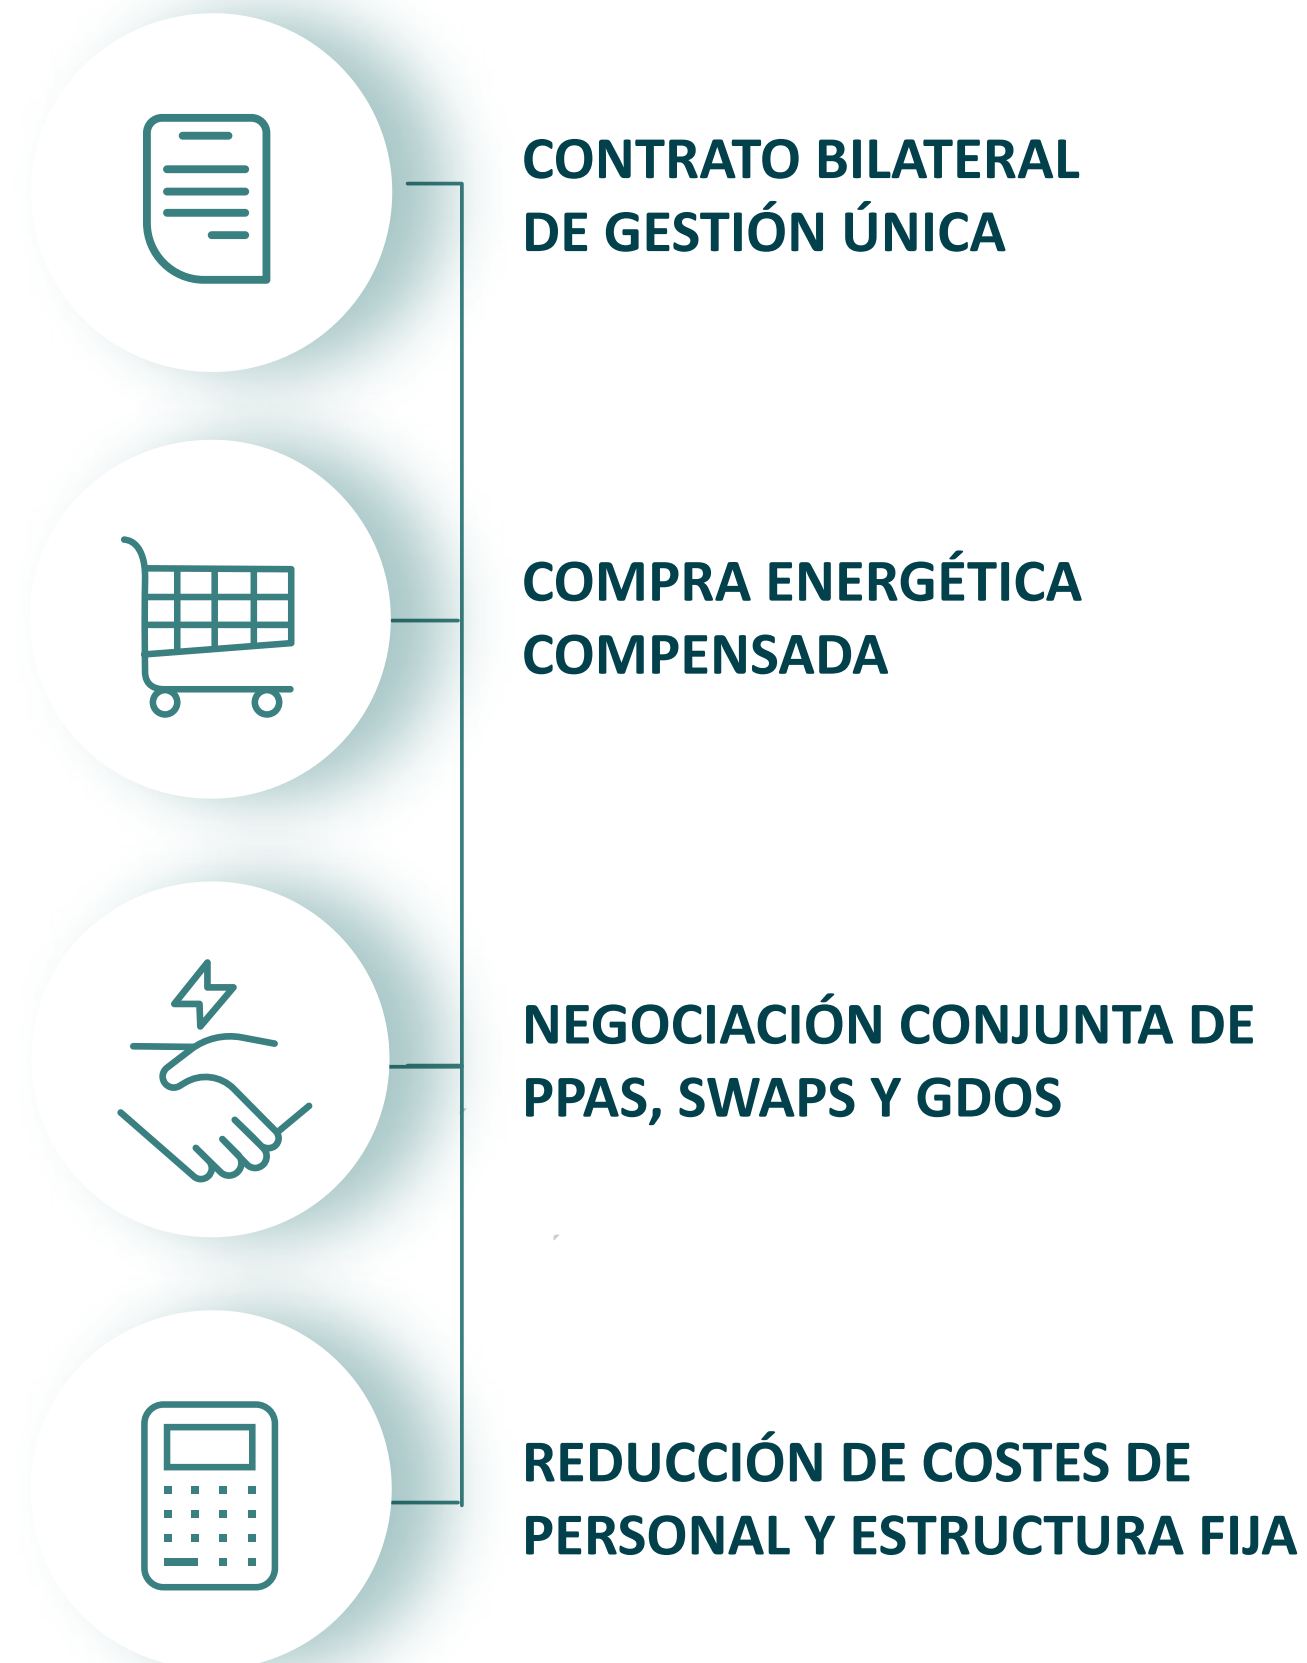 CONTRATO BILATERAL
DE GESTIÓN ÚNICA
COMPRA ENERGÉTICA
COMPENSADA
NEGOCIACIÓN CONJUNTA DE
PPAS, SWAPS Y GDOS
REDUCCIÓN DE COSTES DE
PERSONAL Y ESTRUCTURA FIJA